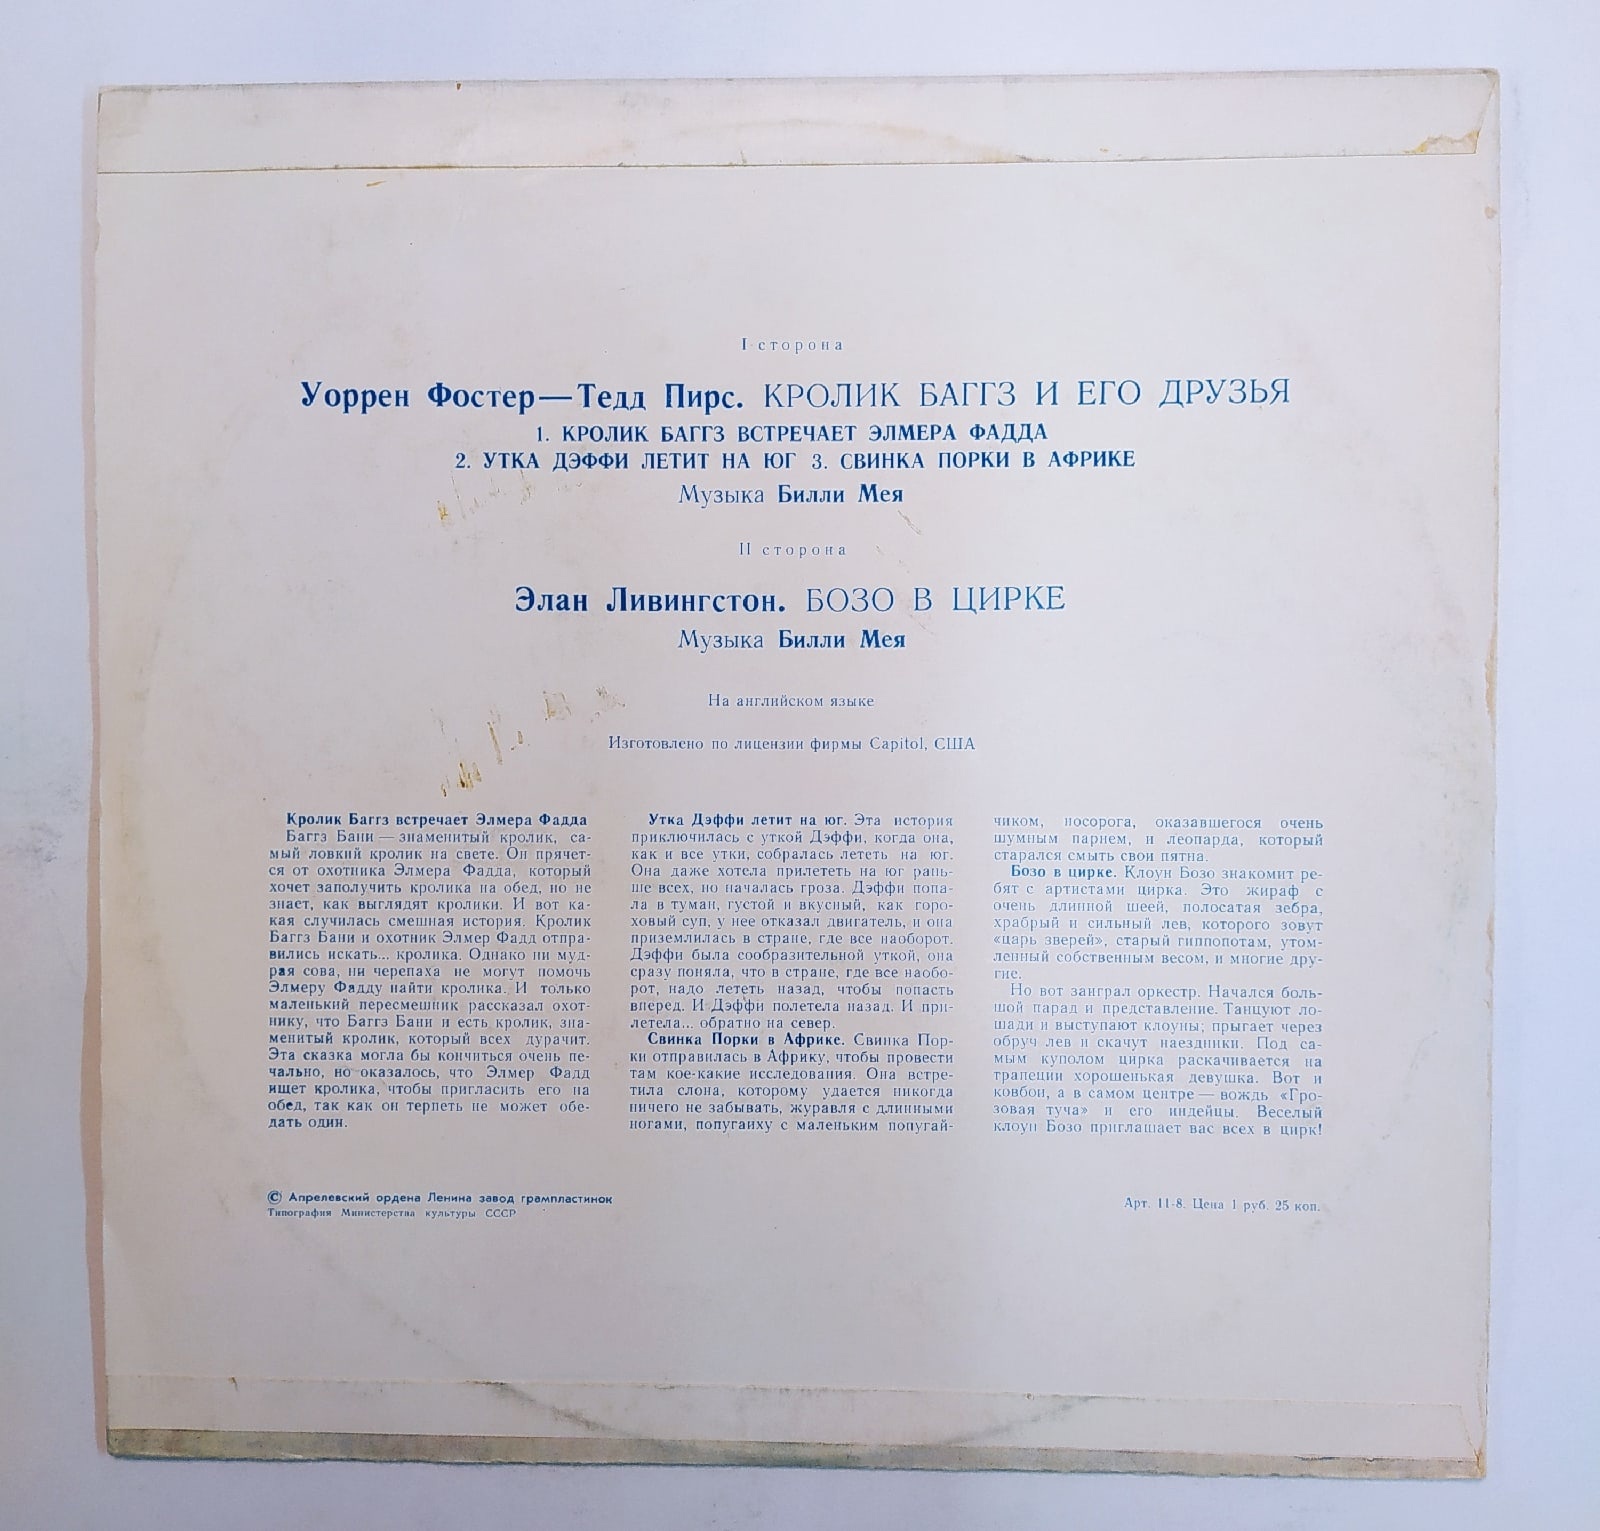 I сторона
Уоррен Фостер—Тедд Пирс. КРОЛИК БАГГЗ И ЕГО ДРУЗЬЯ
1. КРОЛИК БАГГЗ ВСТРЕЧАЕТ ЭЛМЕРА ФАДДА
2. УТКА ДЭФФИ ЛЕТИТ НА ЮГ 3. СВИНКА ПОРКИ В АФРИКЕ
Музыка Билли Мея
II сторона
Элан Ливингстон. БОЗО В ЦИРКЕ
Музыка Билли Мея
На английском языке
Изготовлено по лицензии фирмы Capitol, США
Кролик Баггз встречает Элмера Фадда
Баггз Банни — знаменитый кролик, са-
мый ловкий кролик на свете. Он прячет-
ся от охотника Элмера Фадда, который
хочет заполучить кролика на обед, но не
знает, как выглядят кролики. И вот ка-
кая случилась смешная история. Кролик
Баггз Банни и охотник Элмер Фадд отпра-
вились искать... кролика. Однако ни муд-
рая сова, ни черепаха не могут помочь
Элмеру Фадду найти кролика. И только
маленький пересмешник рассказал охот-
нику, что Баггз Банни и есть кролик, зна-
менитый кролик, который всех дурачит.
Эта сказка могла бы кончиться очень пе-
чально, но оказалось, что Элмер Фадд
ищет кролика, чтобы пригласить его на
обед, так как он терпеть не может обе-
дать один.
Утка Дэффи летит на юг. Эта история
приключилась с уткой Дэффи, когда она,
как и все утки, собралась лететь на юг.
Она даже хотела прилететь на юг рань-
ше всех, но началась гроза. Дэффи попа-
ла в туман, густой и вкусный, как горо-
ховый суп, у нее отказал двигатель, и она
приземлилась в стране, где все наоборот.
Дэффи была сообразительной уткой, она
сразу поняла, что в стране, где все наобо-
рот, надо лететь назад, чтобы попасть
вперед. И Дэффи полетела назад. И при-
летела... обратно на север.
Свинка Порки в Африке. Свинка Пор-
ки отправилась в Африку, чтобы провести
там кое-какие исследования. Она встре-
тила слона, которому удается никогда
ничего не забывать, журавля с длинными
ногами, попугаиху с маленьким попугай-
чиком, носорога, оказавшегося очень
шумным парнем, и леопарда, который
старался смыть свои пятна.
Бозо в цирке. Клоун Бозо знакомит ре-
бят с артистами цирка. Это жираф с
очень длинной шеей, полосатая зебра,
храбрый и сильный лев, которого зовут
«царь зверей», старый гиппопотам, утом-
ленный собственным весом, и многие дру-
гие.
Но вот заиграл оркестр. Начался боль-
шой парад и представление. Танцуют ло-
шади и выступают клоуны; прыгает через
обруч лев и скачут наездники. Под са-
мым куполом цирка раскачивается на
трапеции хорошенькая девушка. Вот и
ковбои, а в самом центре — вождь «Гро-
зовая туча» и его индейцы. Веселый
клоун Бозо приглашает вас всех в цирк!
© Апрелевский ордена Ленина завод грампластинок
Типография Министерства культуры СССР
Арт. 11-8. Цена 1 руб. 25 коп.